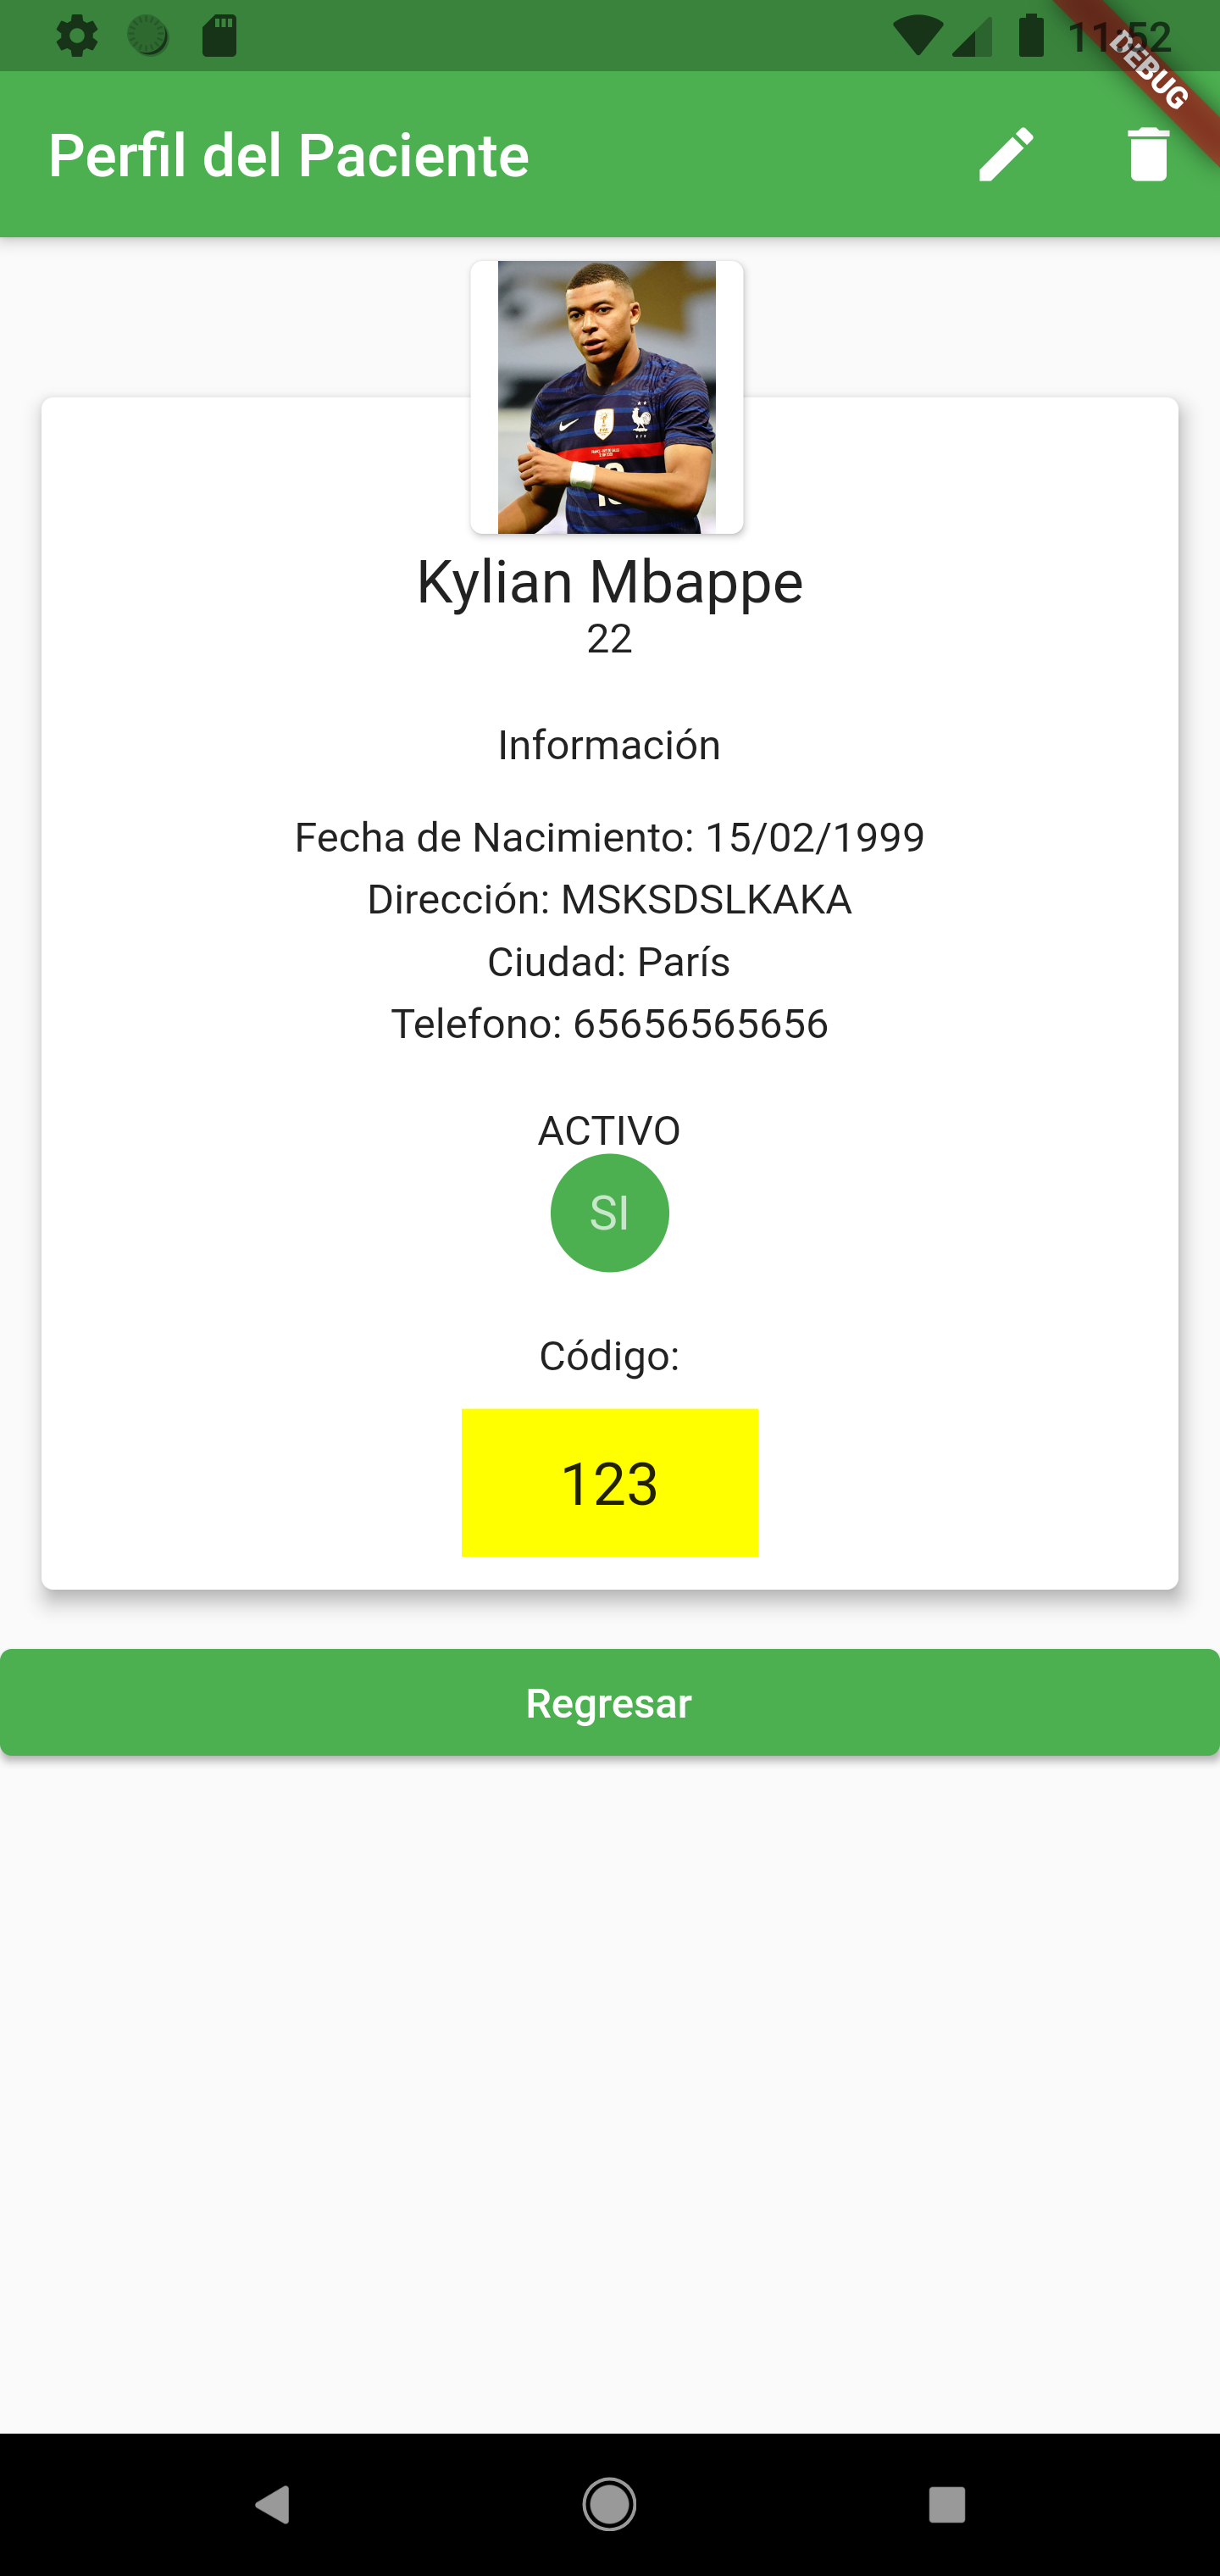 11:52
DEBUG
Perfil del Paciente
Kylian Mbappe
22
Información
Fecha de Nacimiento: 15/02/1999
Dirección: MSKSDSLKAKA
Ciudad: París
Telefono: 65656565656
ACTIVO
SI
Código:
123
Regresar